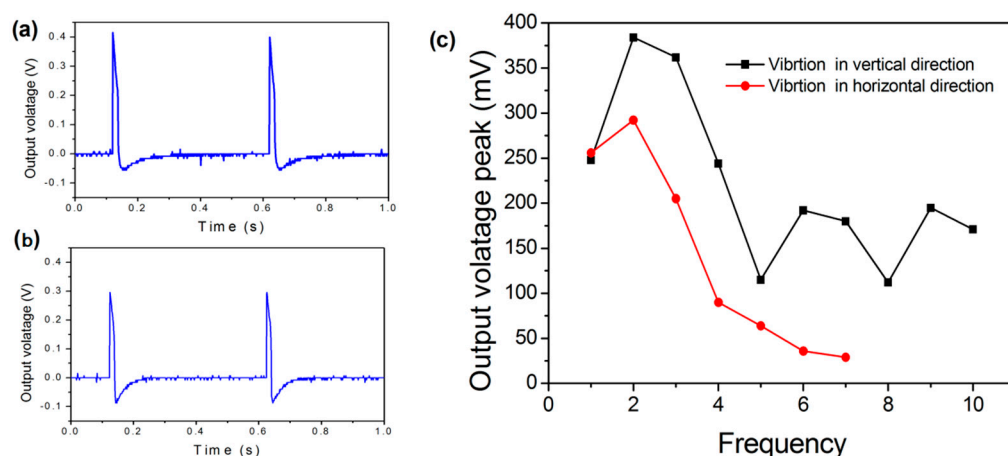 (a)
Output volatage (V)
0.4
0.3
0.2
0.1
0.0
-0.1
0.0 0.2 0.4 0.6 0.8 1.0
Time (s)
(b)
Output volatage (V)
0.4
0.3
0.2
0.1
0.0
-0.1
0.0 0.2 0.4 0.6 0.8 1.0
Time (s)
(c)
Output volatage peak (mV)
400
350
300
250
200
150
100
50
0
0 2 4 6 8 10
Frequency
Vibrtion in vertical direction
Vibrtion in horizontal direction